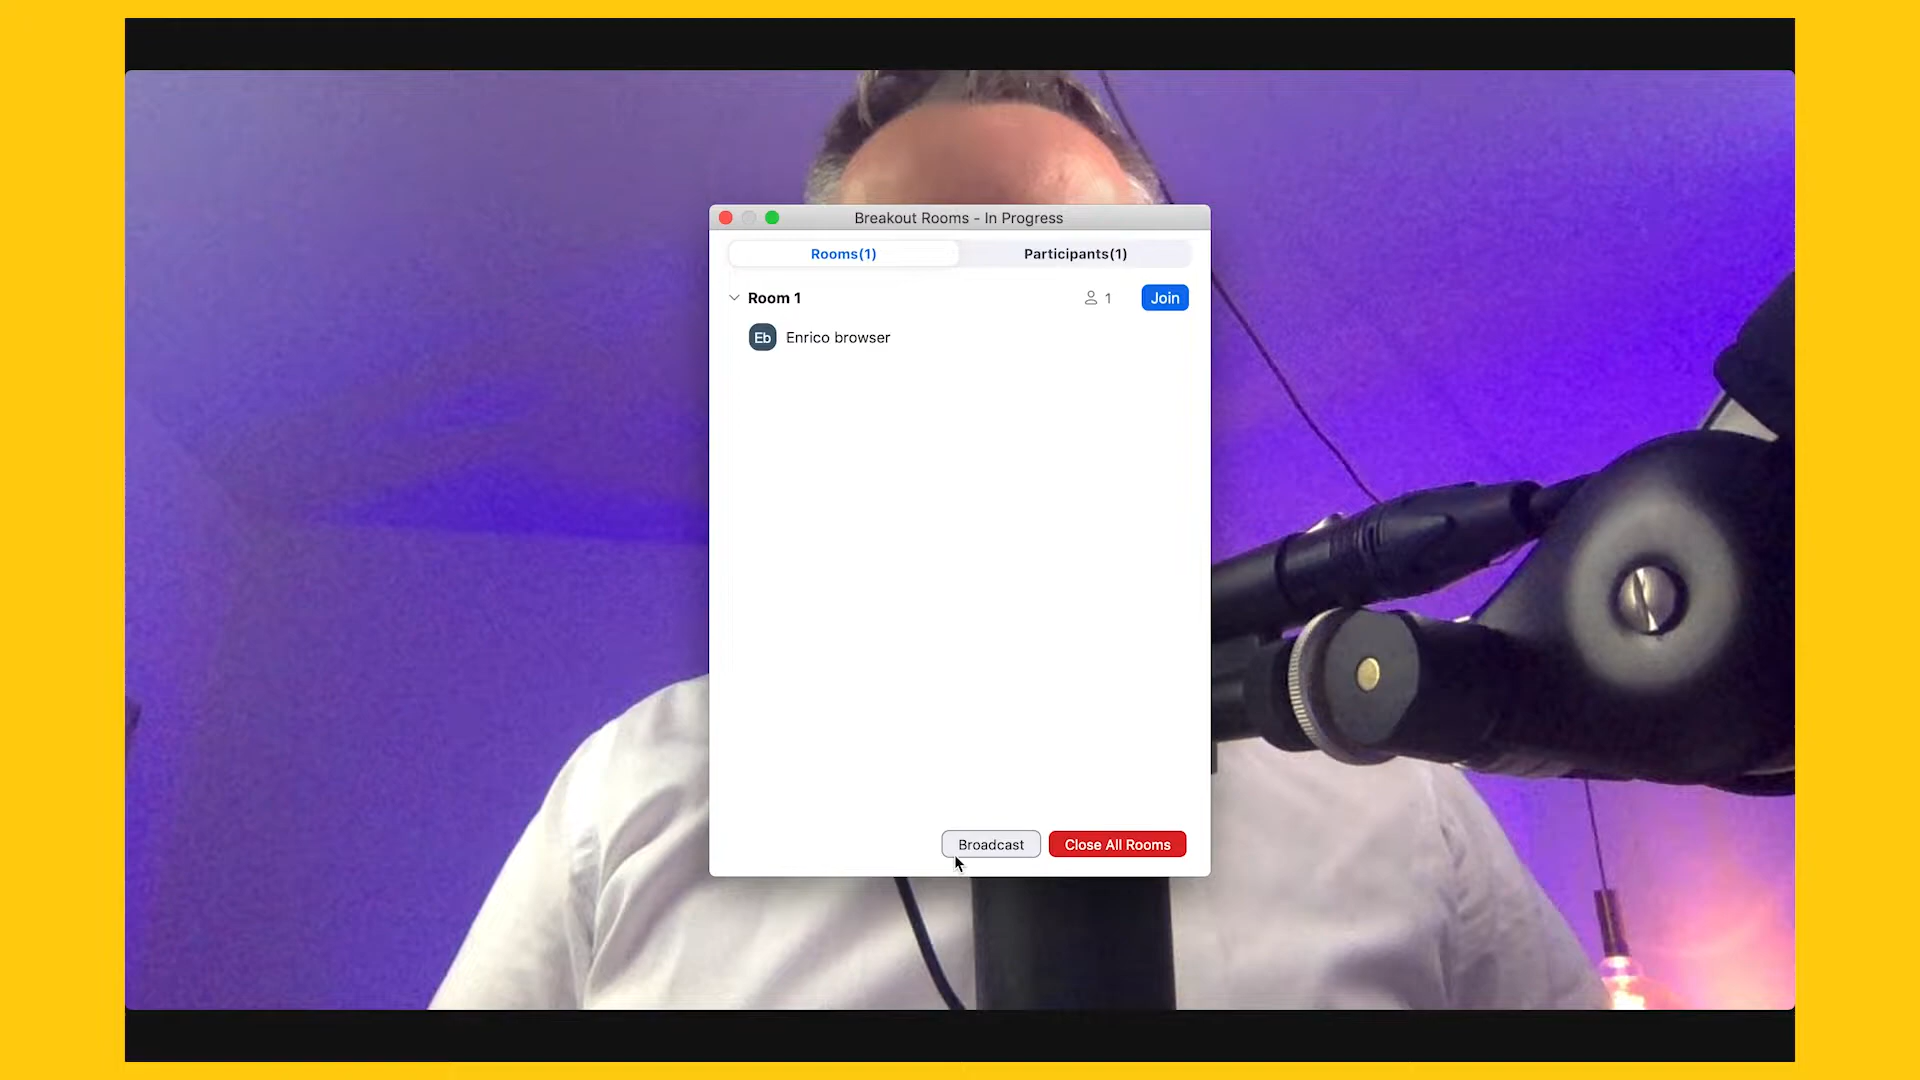 Breakout Rooms - In Progress
Rooms(1)
Participants(1)
Room 1
1
Join
Eb
Enrico browser
Broadcast
Close All Rooms